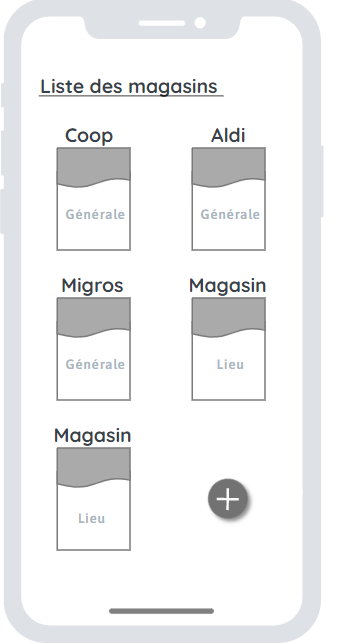 Liste des magasins
Coop
Aldi
Générale
Générale
Migros
Magasin
Générale
Lieu
Magasin
Lieu